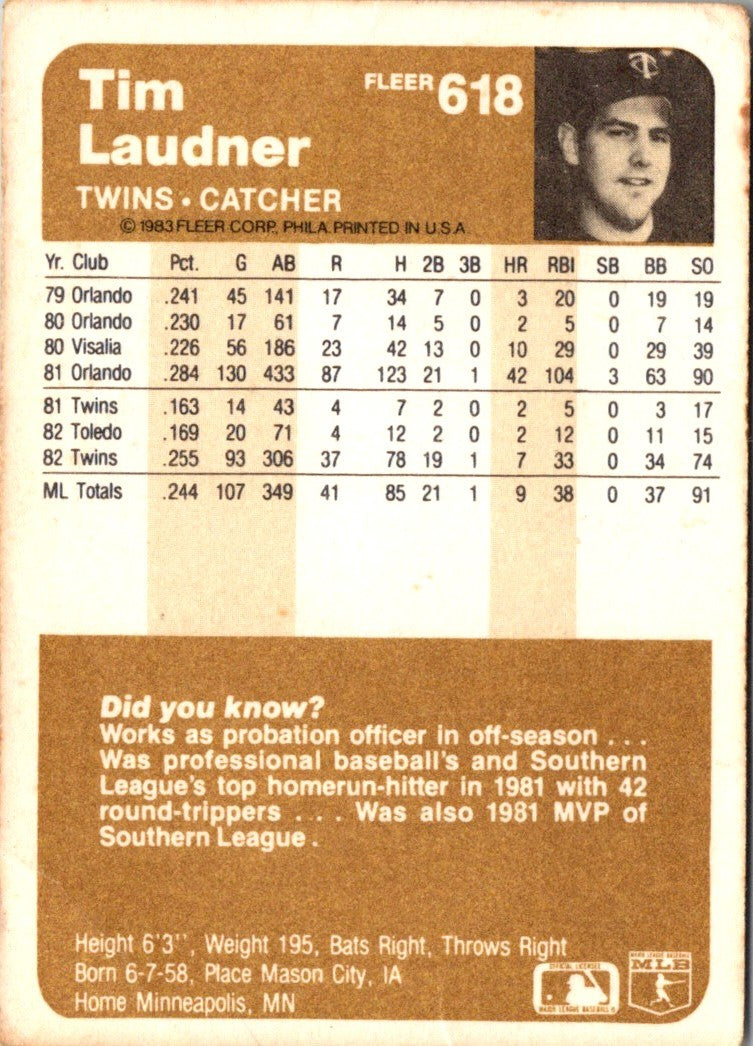 Tim
Laudner
FLEER 618
TWINS • CATCHER
© 1983 FLEER CORP. PHILA. PRINTED IN U.S.A
Yr. Club Pct. G AB R H 2B 3B HR RBI SB BB SO
79 Orlando .241 45 141 17 34 7 0 3 20 0 19 19
80 Orlando .230 17 61 7 14 5 0 2 5 0 7 14
80 Visalia .226 56 186 23 42 13 0 10 29 0 29 39
81 Orlando .284 130 433 87 123 21 1 42 104 3 63 90
81 Twins .163 14 43 4 7 2 0 2 5 0 3 17
82 Toledo .169 20 71 4 12 2 0 2 12 0 11 15
82 Twins .255 93 306 37 78 19 1 7 33 0 34 74
ML Totals .244 107 349 41 85 21 1 9 38 0 37 91
Did you know?
Works as probation officer in off-season . . .
Was professional baseball's and Southern
League's top homerun-hitter in 1981 with 42
round-trippers . . . Was also 1981 MVP of
Southern League .
Height 6'3'', Weight 195, Bats Right, Throws Right
Born 6-7-58, Place Mason City, IA
Home Minneapolis, MN
OFFICIAL LICENSEE
MAJOR LEAGUE BASEBALL ©
MAJOR LEAGUE BASEBALL
MLB